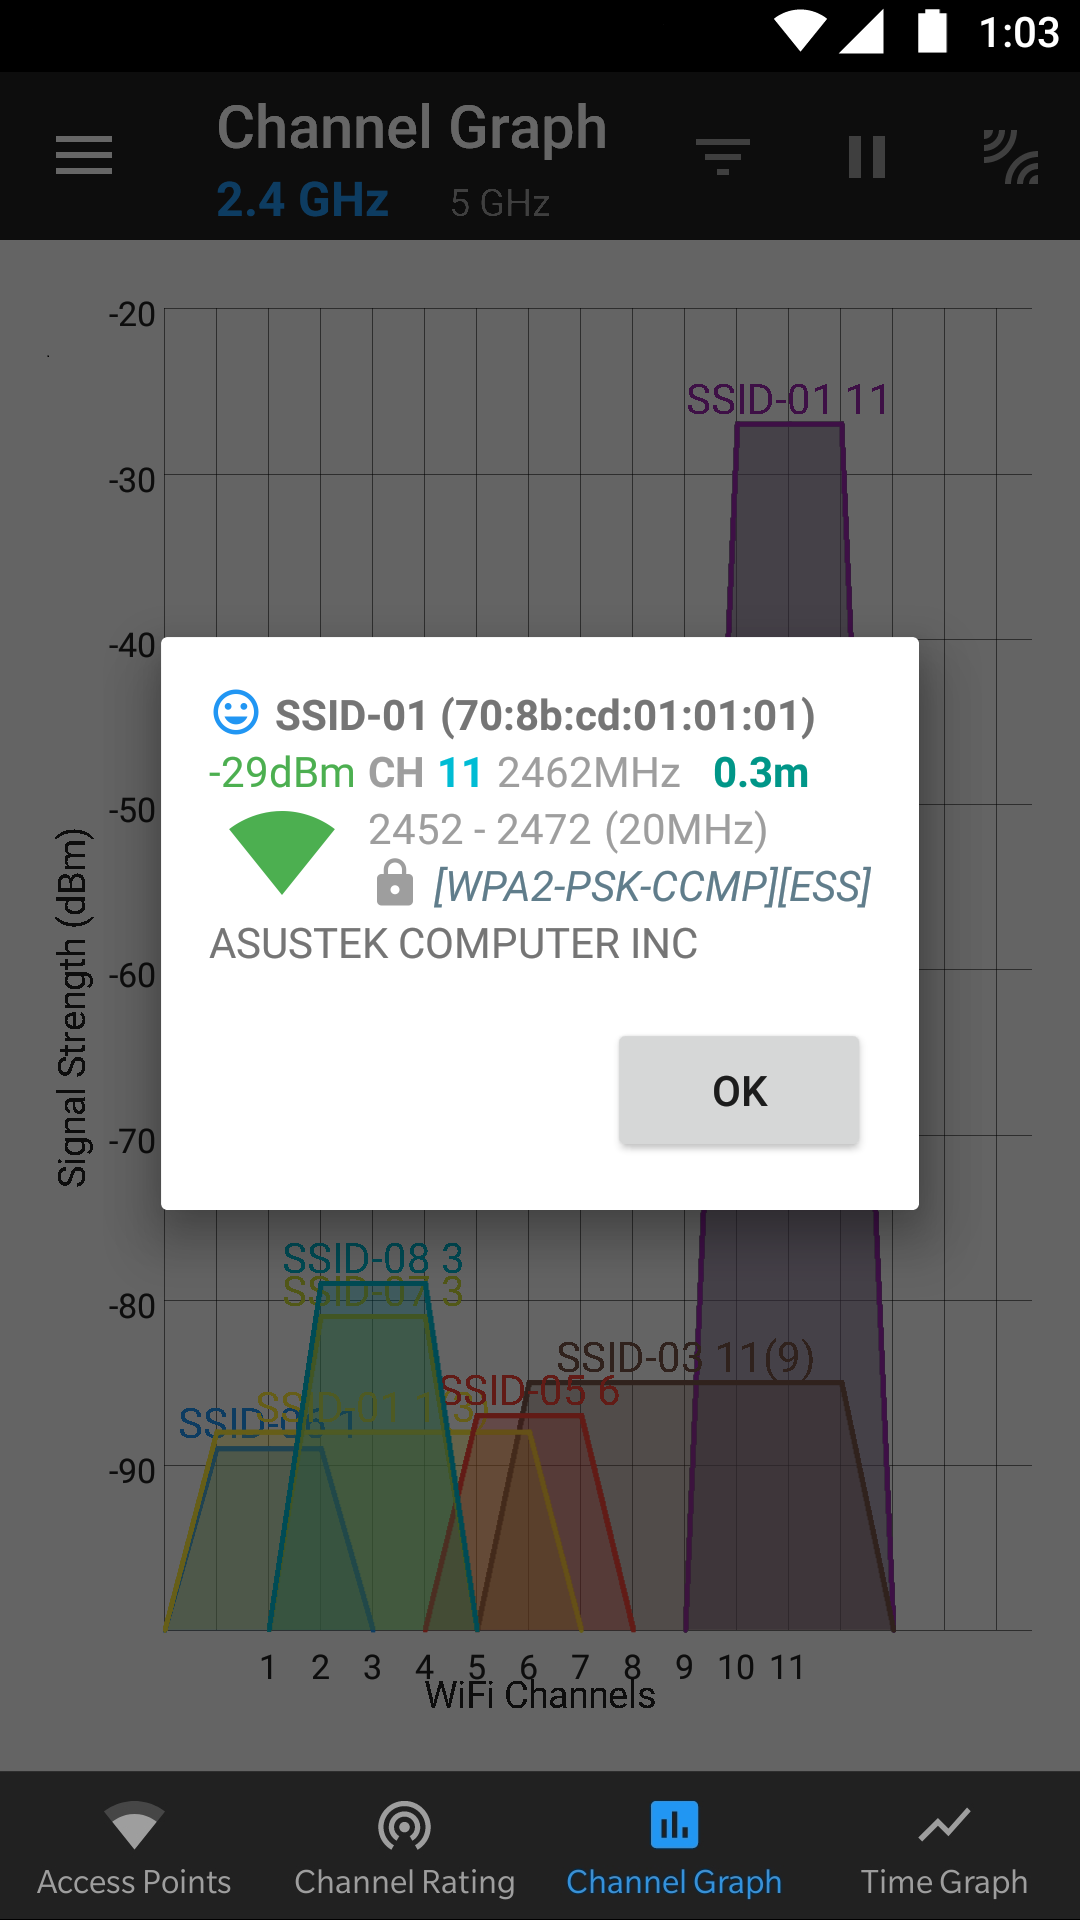 1:03
Channel Graph
2.4 GHz 5 GHz
-20
SSID-01 11
-30
-40
SSID-01 (70:8b:cd:01:01:01)
-29dBm CH 11 2462MHz 0.3m
2452 - 2472 (20MHz)
[WPA2-PSK-CCMP][ESS]
ASUSTEK COMPUTER INC
OK
-50
-60
-70
Signal Strength (dBm)
SSID-08 3
SSID-07 3
-80
SSID-03 11(9)
SSID-05 6
SSID-01
SSID-06 1
-90
1 2 3 4 5 6 7 8 9 10 11
WiFi Channels
Access Points Channel Rating Channel Graph Time Graph